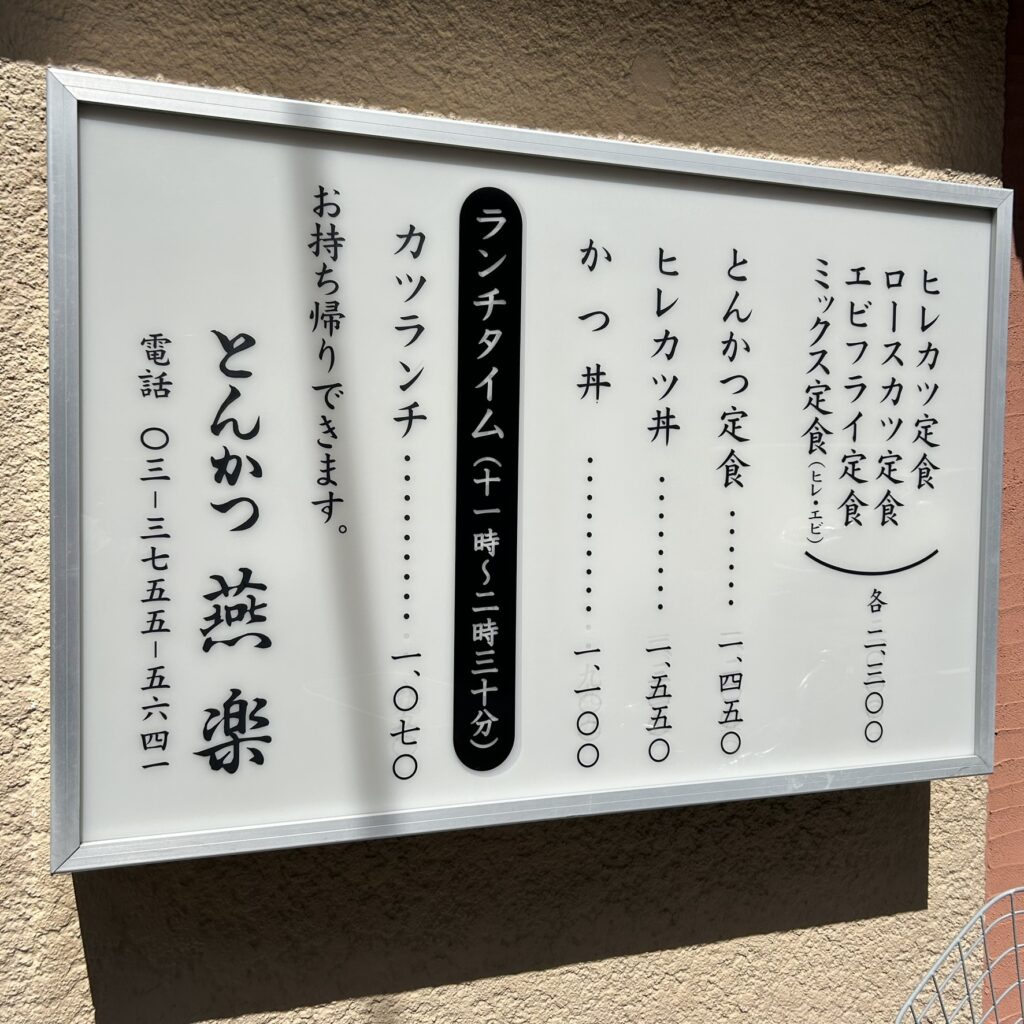 ヒレカツ定食
ロースカツ定食
エビフライ定食
ミックス定食(ヒレ・エビ)
各 二、三〇〇
とんかつ定食 ‥‥‥ 一、四五〇
ヒレカツ丼 ‥‥‥‥ 一、五五〇
かつ丼 ‥‥‥‥‥ 一、一〇〇
ランチタイム(十一時~二時三十分)
カツランチ ‥‥‥‥‥ 一、〇七〇
お持ち帰りできます。
とんかつ 燕楽
電話 〇三-三七五五-五六四一